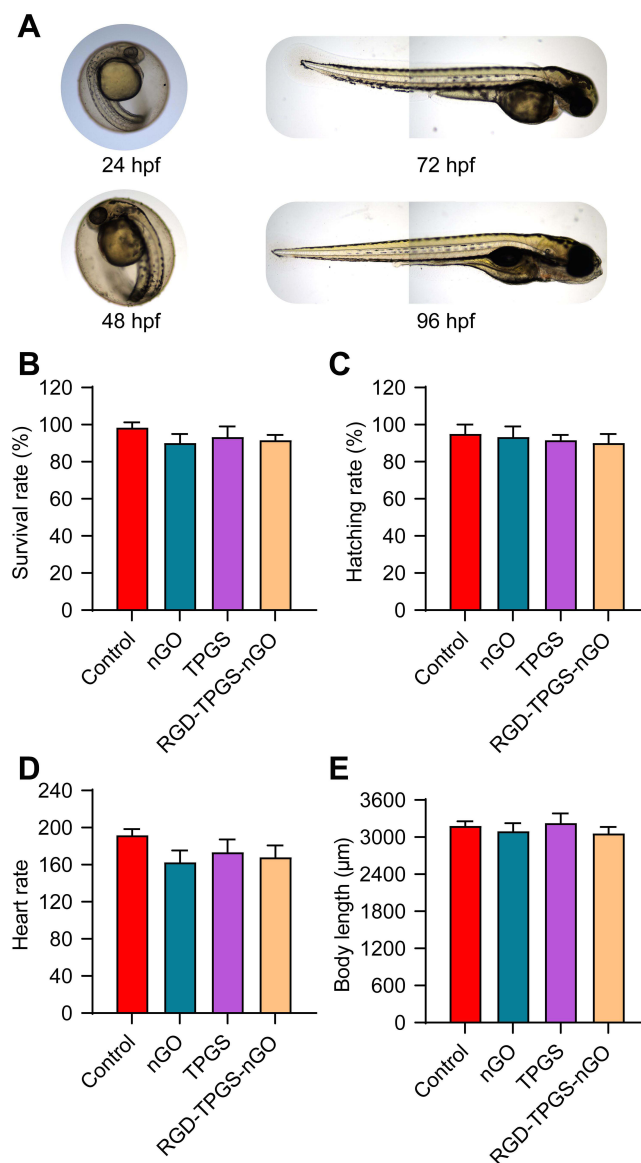 A
24 hpf
72 hpf
48 hpf
96 hpf
B
Survival rate (%)
120
100
80
60
40
20
0
Control
nGO
TPGS
RGD-TPGS-nGO
C
Hatching rate (%)
120
100
80
60
40
20
0
Control
nGO
TPGS
RGD-TPGS-nGO
D
Heart rate
240
200
160
120
80
40
0
Control
nGO
TPGS
RGD-TPGS-nGO
E
Body length (μm)
3600
3000
2400
1800
1200
600
0
Control
nGO
TPGS
RGD-TPGS-nGO